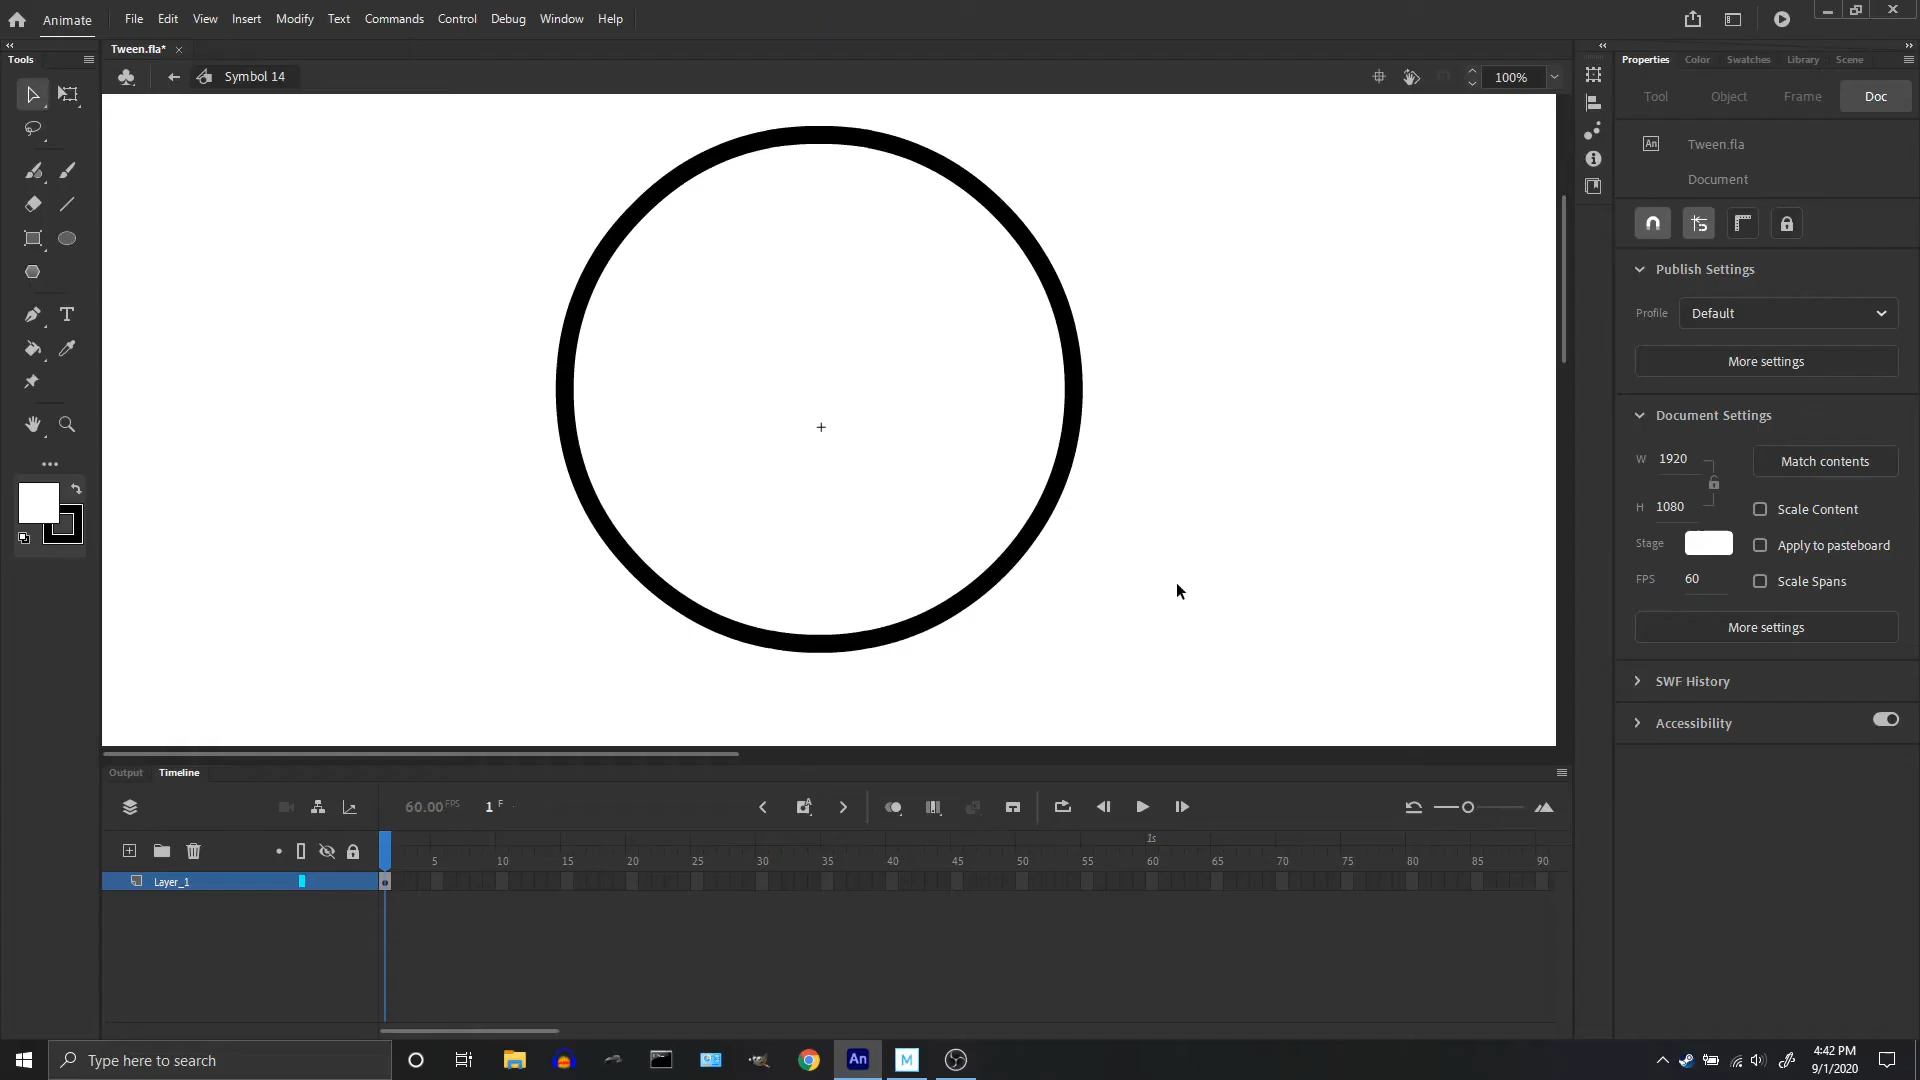 Animate File Edit View Insert Modify Text Commands Control Debug Window Help
Tween.fla*
Tools
Symbol 14
100%
Properties Color Swatches Library Scene
Tool Object Frame Doc
An Tween.fla
Document
Publish Settings
Profile Default
More settings
Document Settings
W 1920
Match contents
H 1080
Scale Content
Stage
Apply to pasteboard
FPS 60
Scale Spans
More settings
SWF History
Accessibility
Output Timeline
60.00 FPS 1 F
1s
5 10 15 20 25 30 35 40 45 50 55 60 65 70 75 80 85 90
Layer_1
Type here to search
An
M
4:42 PM
9/1/2020